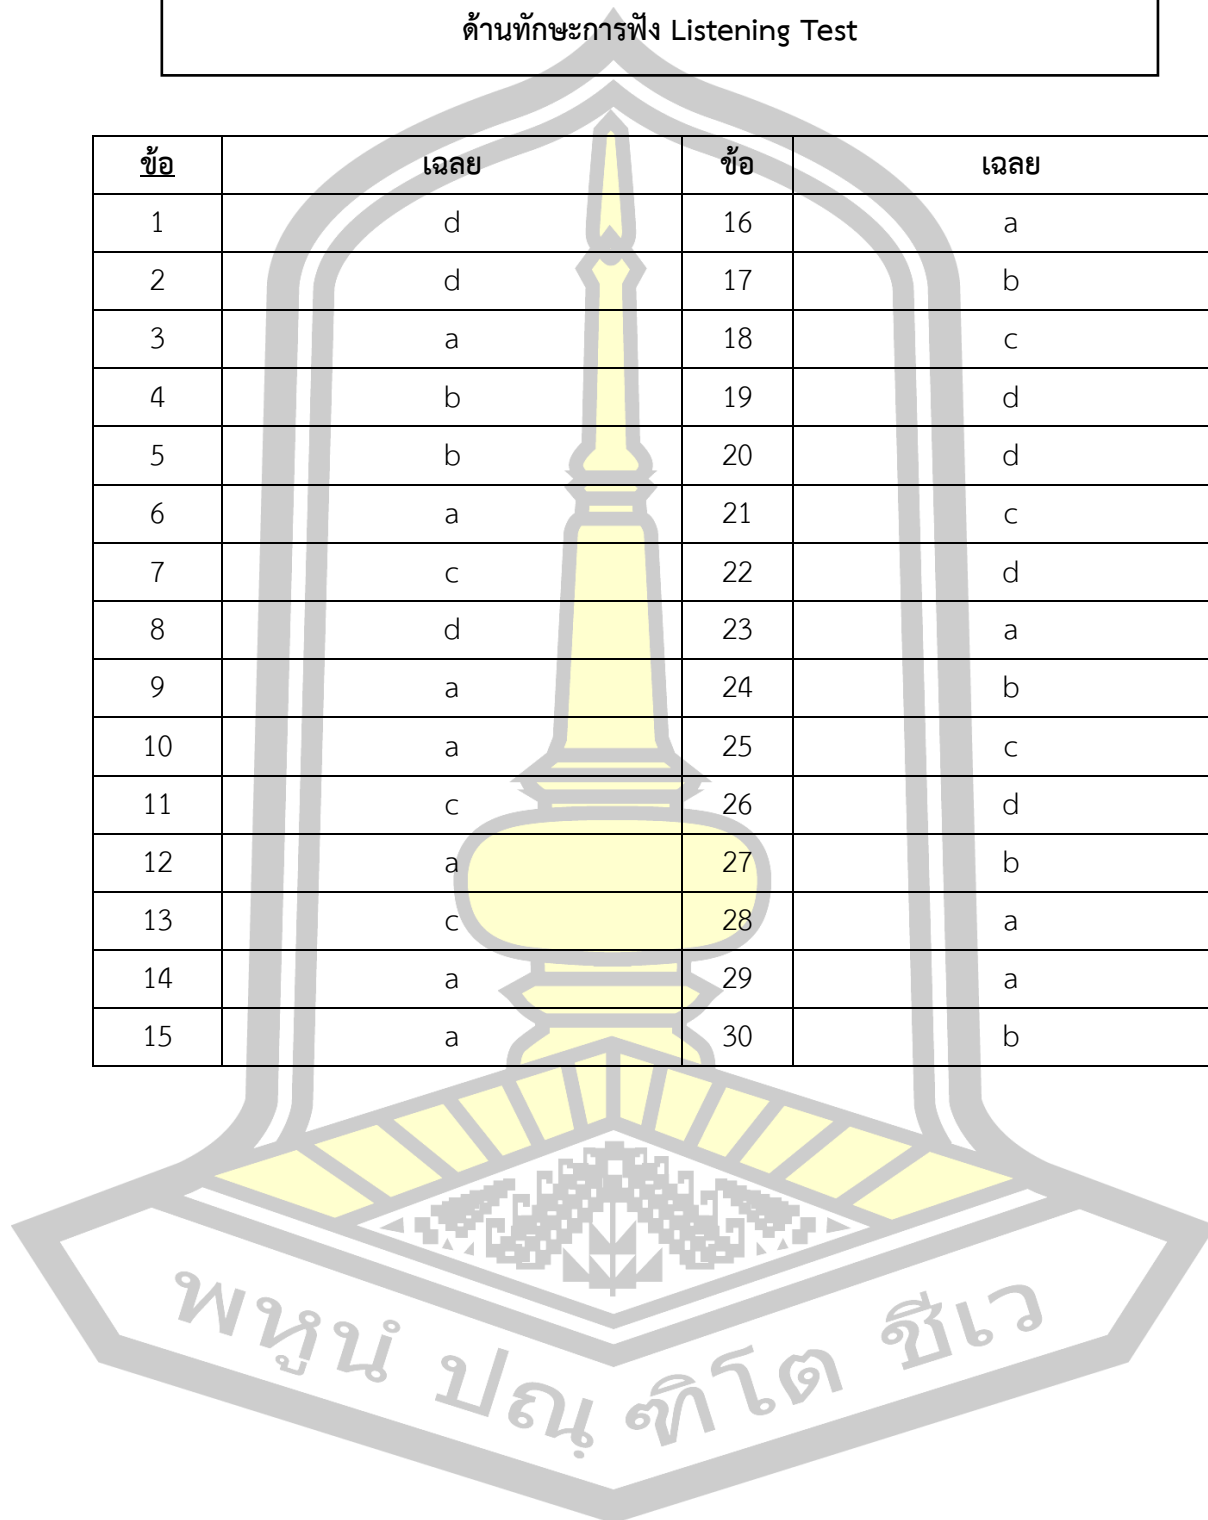 ด้านทักษะการฟัง Listening Test
ข้อ เฉลย ข้อ เฉลย
1 d 16 a
2 d 17 b
3 a 18 c
4 b 19 d
5 b 20 d
6 a 21 c
7 c 22 d
8 d 23 a
9 a 24 b
10 a 25 c
11 c 26 d
12 a 27 b
13 c 28 a
14 a 29 a
15 a 30 b
พหูนํ ปณฺฑิโต ชีเว